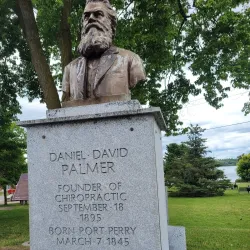 DANIEL · DAVID
PALMER
FOUNDER · OF
CHIROPRACTIC
SEPTEMBER · 18
1895
BORN · PORT · PERRY
MARCH · 7 · 1845